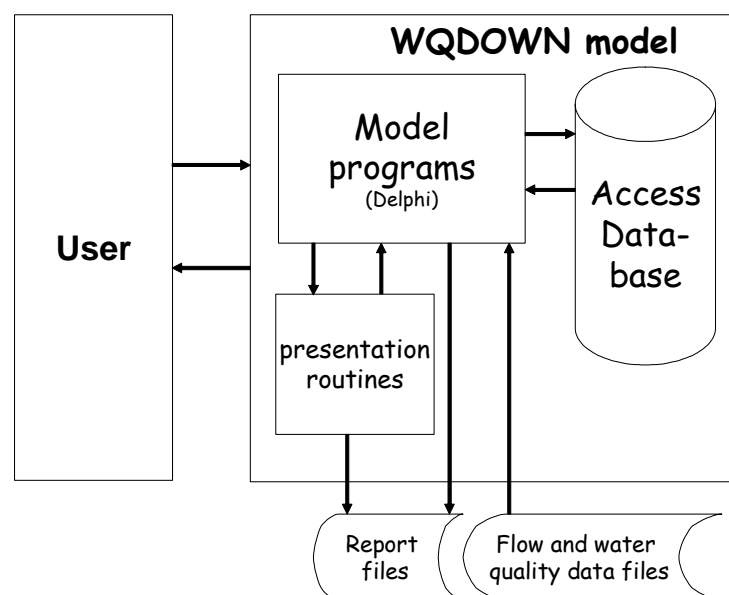 WQDOWN model
Model
programs
(Delphi)
Access
Data-
base
User
presentation
routines
Report
files
Flow and water
quality data files